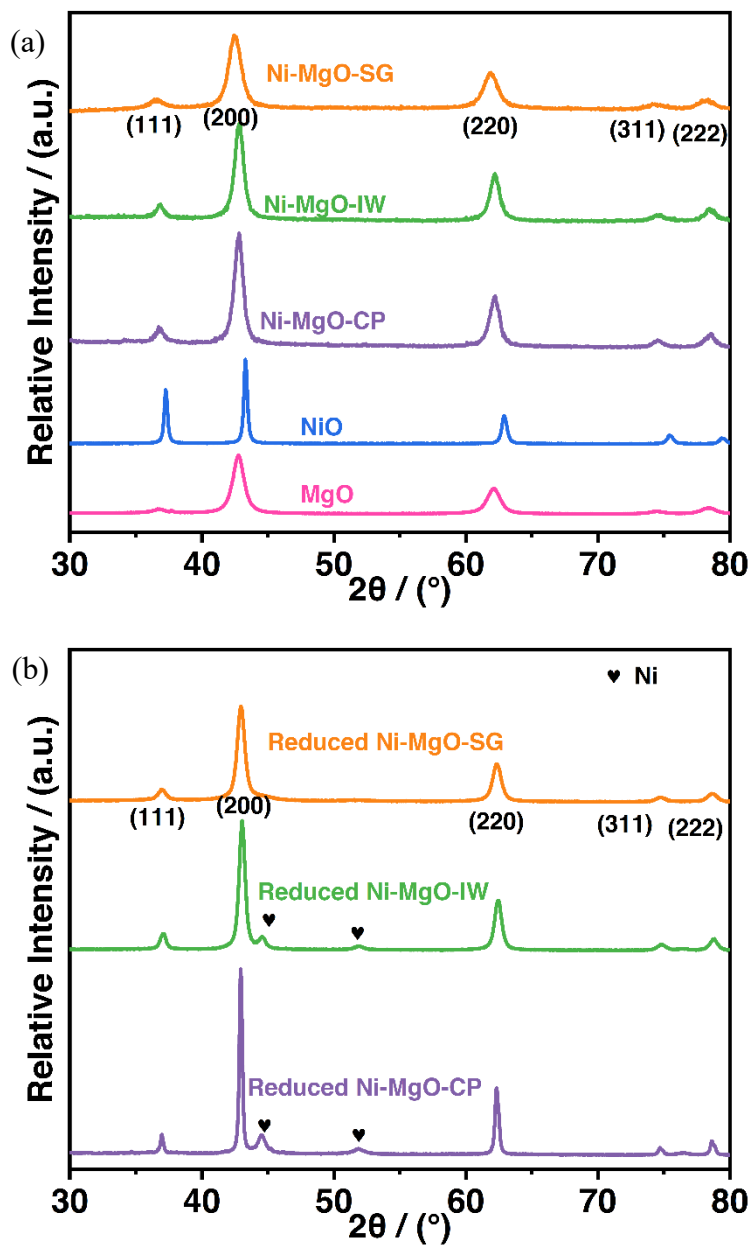 (a)
Ni-MgO-SG
(111)
(200)
(220)
(311)
(222)
Ni-MgO-IW
Ni-MgO-CP
NiO
MgO
Relative Intensity / (a.u.)
30
40
50
60
70
80
2θ / (°)
(b)
♥ Ni
Reduced Ni-MgO-SG
(111)
(200)
(220)
(311)
(222)
Reduced Ni-MgO-IW
♥
♥
Reduced Ni-MgO-CP
♥
♥
Relative Intensity / (a.u.)
30
40
50
60
70
80
2θ / (°)